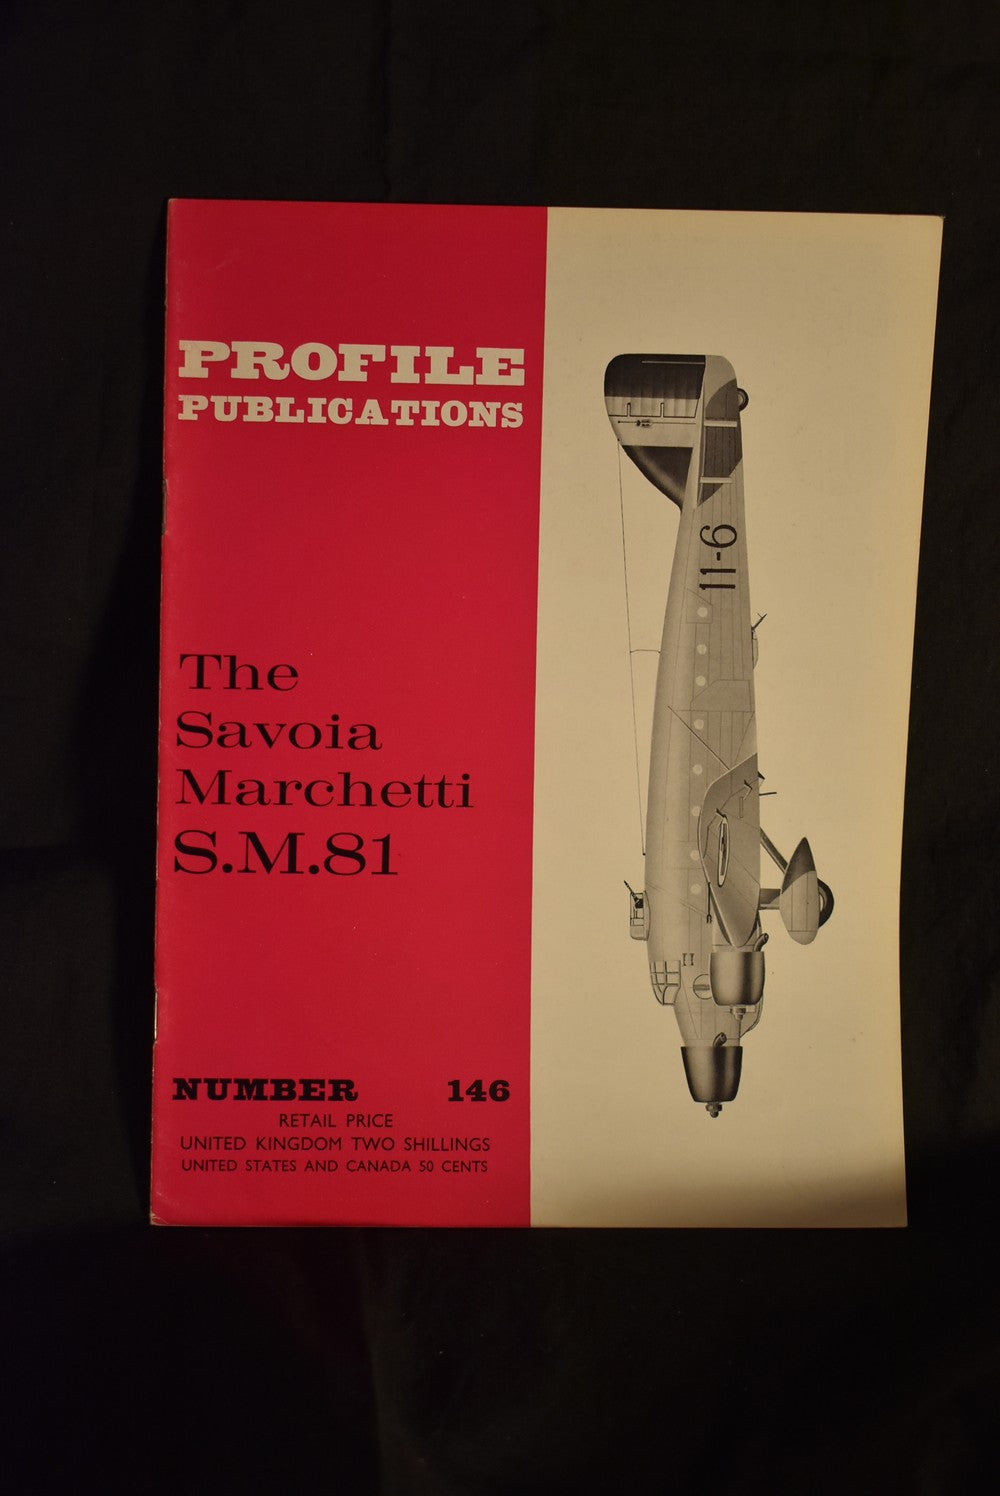 PROFILE
PUBLICATIONS
The
Savoia
Marchetti
S.M.81
NUMBER 146
RETAIL PRICE
UNITED KINGDOM TWO SHILLINGS
UNITED STATES AND CANADA 50 CENTS
11-6